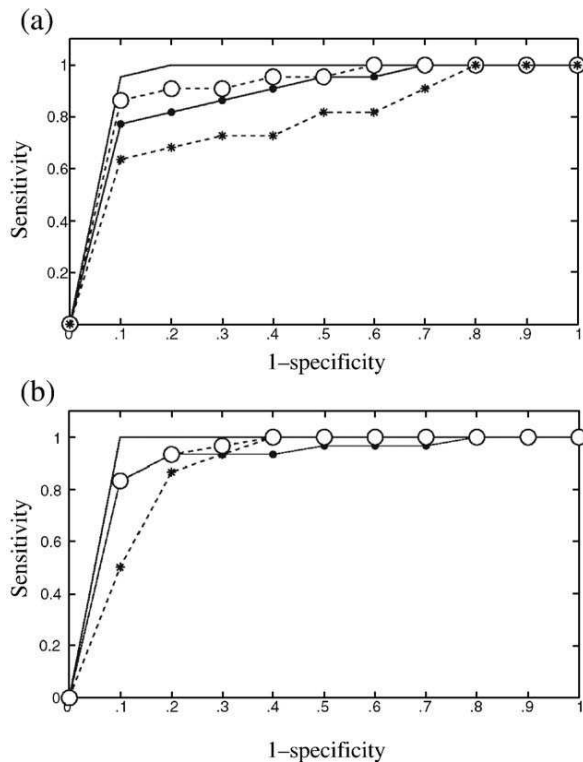 (a)
1
0.8
0.6
0.4
0.2
0 .1 .2 .3 .4 .5 .6 .7 .8 .9 1
Sensitivity
1–specificity
(b)
1
0.8
0.6
0.4
0.2
0
0 .1 .2 .3 .4 .5 .6 .7 .8 .9 1
Sensitivity
1–specificity